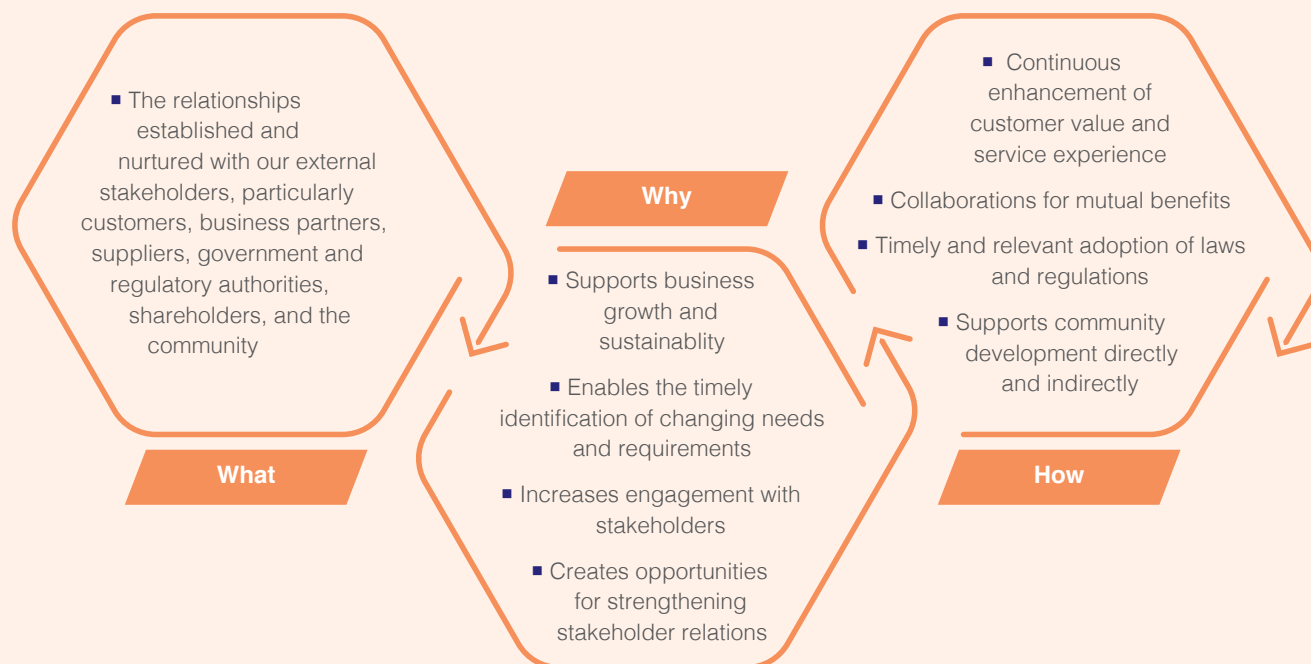 ■ The relationships
established and
nurtured with our external
stakeholders, particularly
customers, business partners,
suppliers, government and
regulatory authorities,
shareholders, and the
community
What
Why
■ Supports business
growth and
sustainablity
■ Enables the timely
identification of changing needs
and requirements
■ Increases engagement with
stakeholders
■ Creates opportunities
for strengthening
stakeholder relations
■ Continuous
enhancement of
customer value and
service experience
■ Collaborations for mutual benefits
■ Timely and relevant adoption of laws
and regulations
■ Supports community
development directly
and indirectly
How